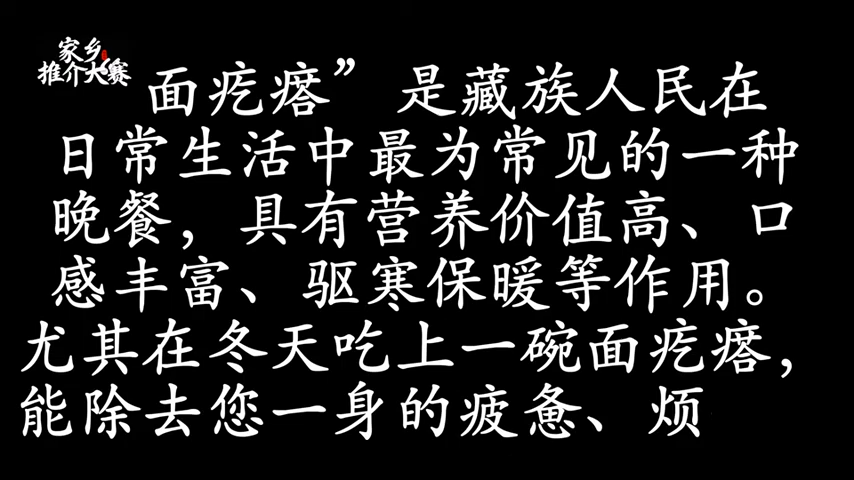 家乡
推介大赛
面疙瘩”是藏族人民在
日常生活中最为常见的一种
晚餐，具有营养价值高、口
感丰富、驱寒保暖等作用。
尤其在冬天吃上一碗面疙瘩，
能除去您一身的疲惫、烦